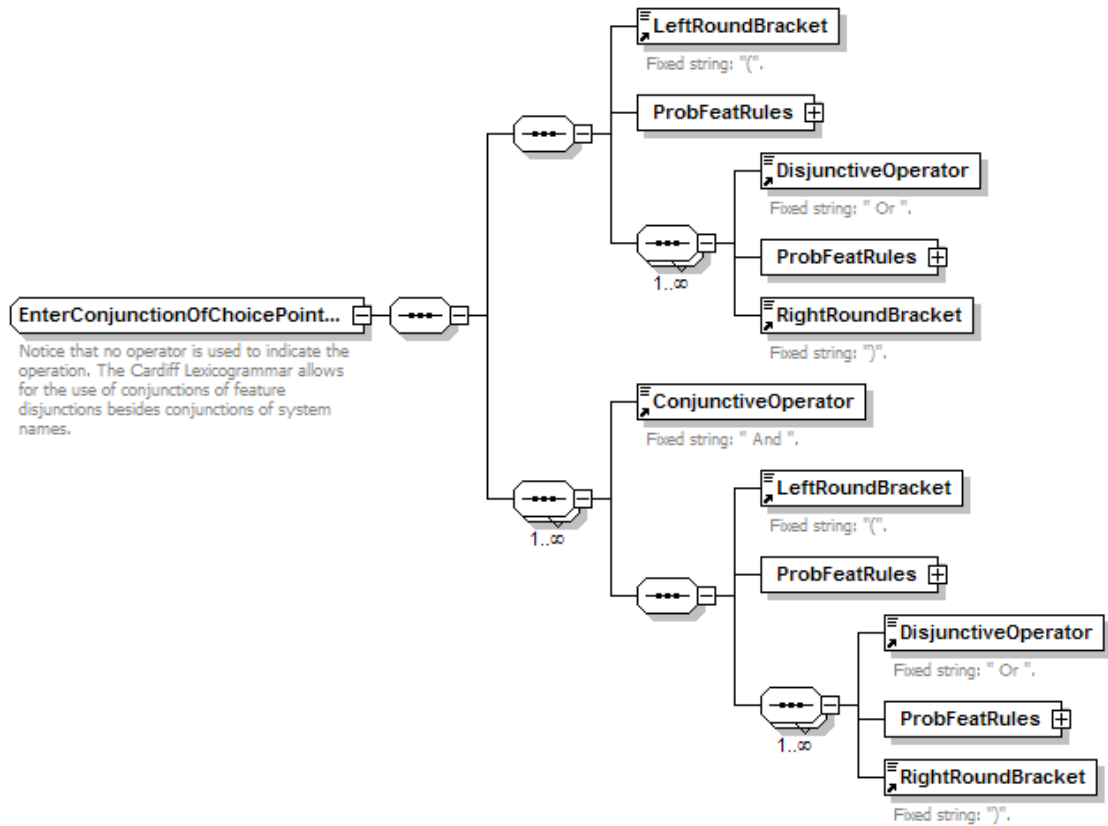 LeftRoundBracket
Fixed string: "(".
ProbFeatRules
DisjunctiveOperator
Fixed string: " Or ".
1..∞
ProbFeatRules
RightRoundBracket
Fixed string: ")".
EnterConjunctionOfChoicePoint...
Notice that no operator is used to indicate the
operation. The Cardiff Lexicogrammar allows
for the use of conjunctions of feature
disjunctions besides conjunctions of system
names.
ConjunctiveOperator
Fixed string: " And ".
1..∞
LeftRoundBracket
Fixed string: "(".
ProbFeatRules
DisjunctiveOperator
Fixed string: " Or ".
1..∞
ProbFeatRules
RightRoundBracket
Fixed string: ")".